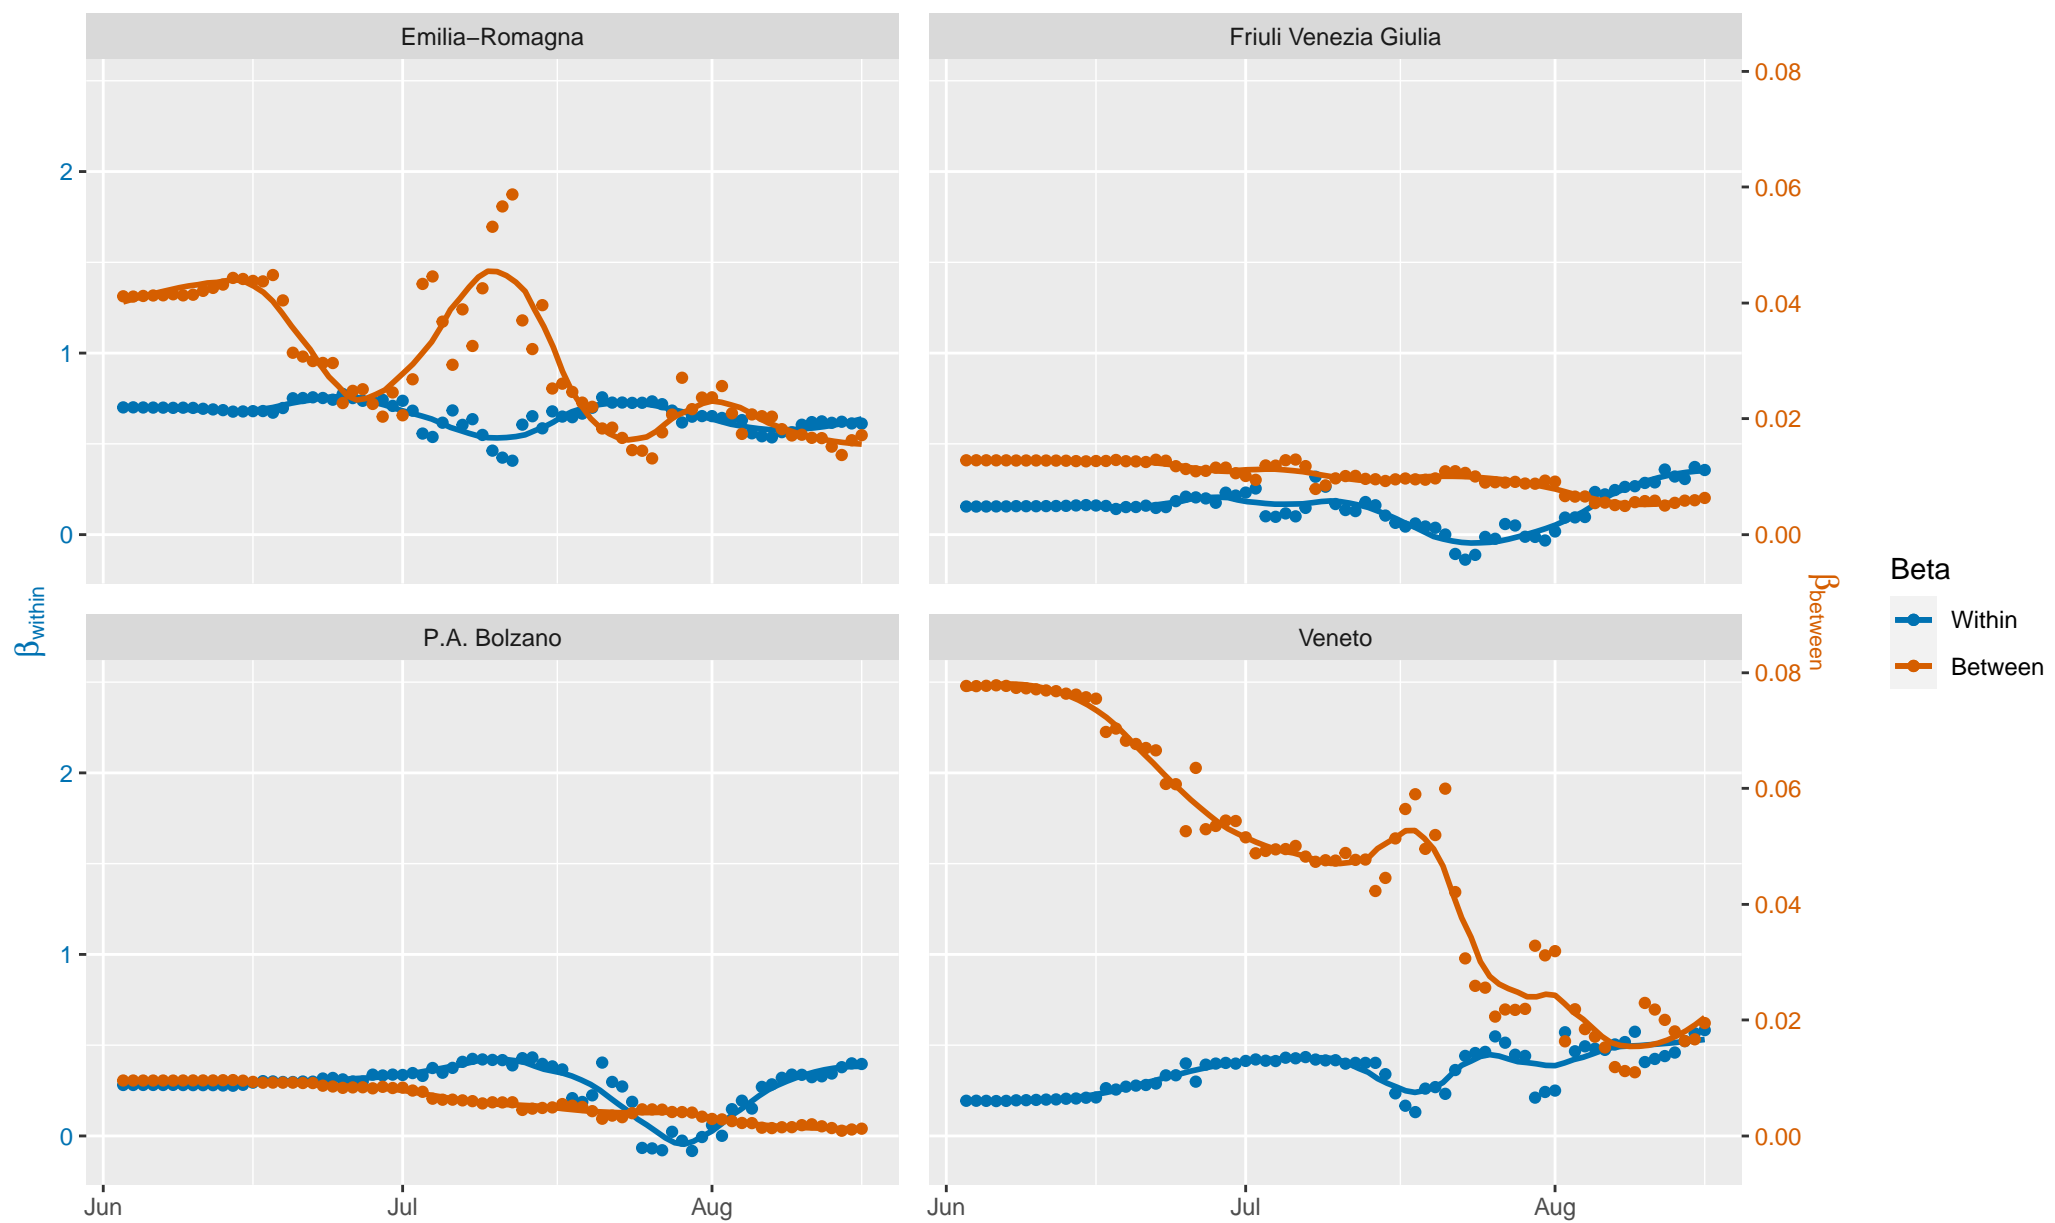 Emilia−Romagna
Friuli Venezia Giulia
2
1
0
0.08
0.06
0.04
0.02
0.00
βwithin
βbetween
Beta
Within
Between
P.A. Bolzano
Veneto
2
1
0
0.08
0.06
0.04
0.02
0.00
Jun Jul Aug
Jun Jul Aug